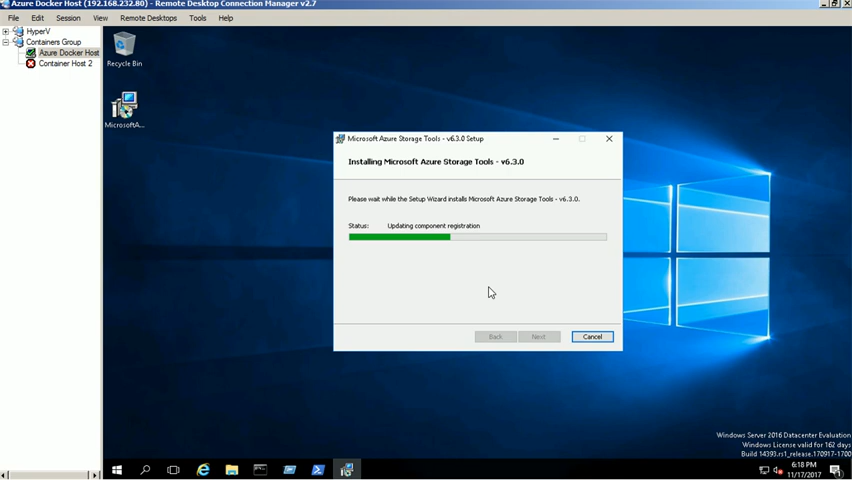 Azure Docker Host (192.168.232.80) - Remote Desktop Connection Manager v2.7
File Edit Session View Remote Desktops Tools Help
HyperV
Containers Group
Azure Docker Host
Container Host 2
Recycle Bin
MicrosoftA...
Microsoft Azure Storage Tools - v6.3.0 Setup
Installing Microsoft Azure Storage Tools - v6.3.0
Please wait while the Setup Wizard installs Microsoft Azure Storage Tools - v6.3.0.
Status: Updating component registration
Back Next Cancel
Windows Server 2016 Datacenter Evaluation
Windows License valid for 162 days
Build 14393.rs1_release.170917-1700
6:18 PM
11/17/2017